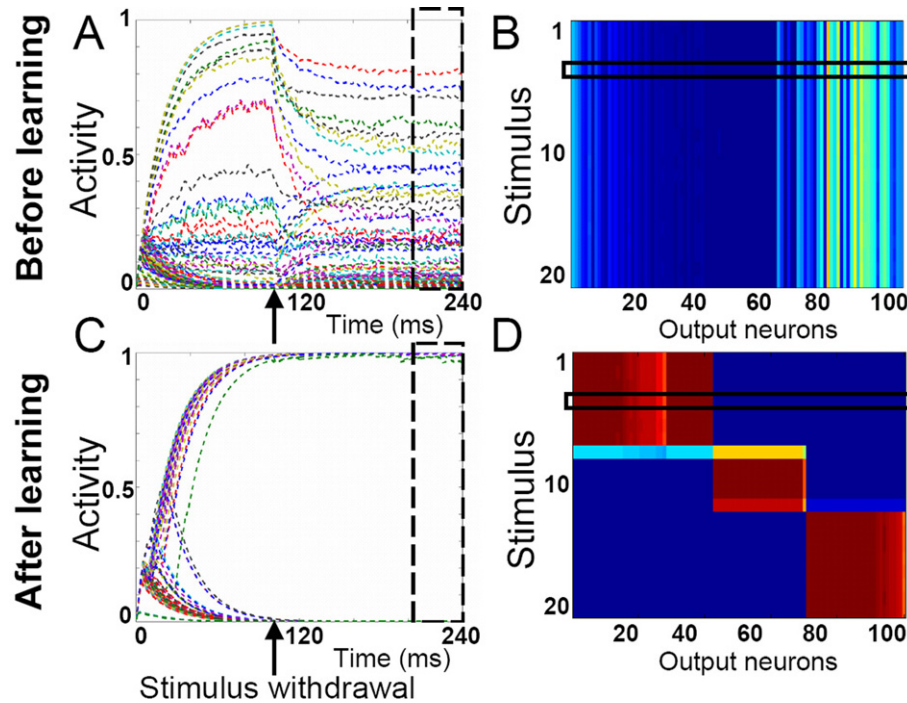 Before learning
A
Activity
1
0.5
0
0
120
240
Time (ms)
B
Stimulus
1
10
20
20 40 60 80 100
Output neurons
After learning
C
Activity
1
0.5
0
0
120
240
Time (ms)
Stimulus withdrawal
D
Stimulus
1
10
20
20 40 60 80 100
Output neurons